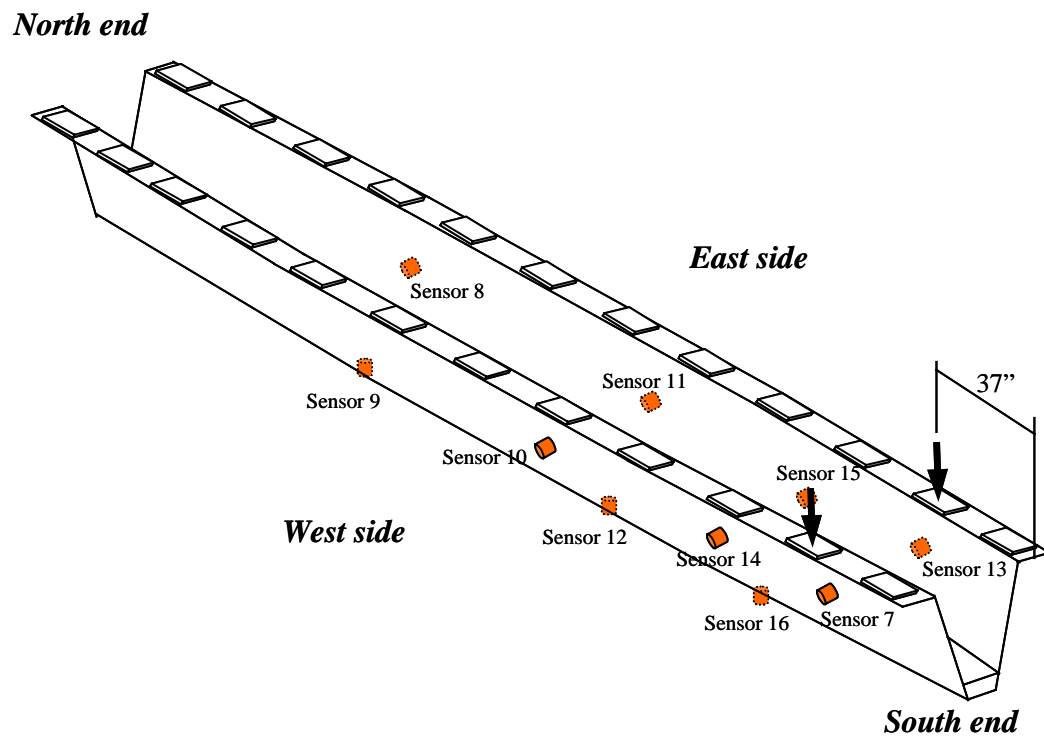 North end
East side
Sensor 8
Sensor 11
37”
Sensor 9
Sensor 10
Sensor 15
West side
Sensor 12
Sensor 14
Sensor 13
Sensor 16
Sensor 7
South end